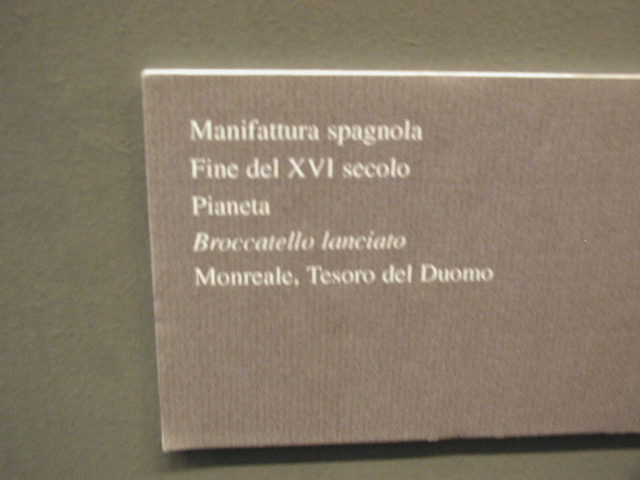 Manifattura spagnola
Fine del XVI secolo
Pianeta
Broccatello lanciato
Monreale, Tesoro del Duomo